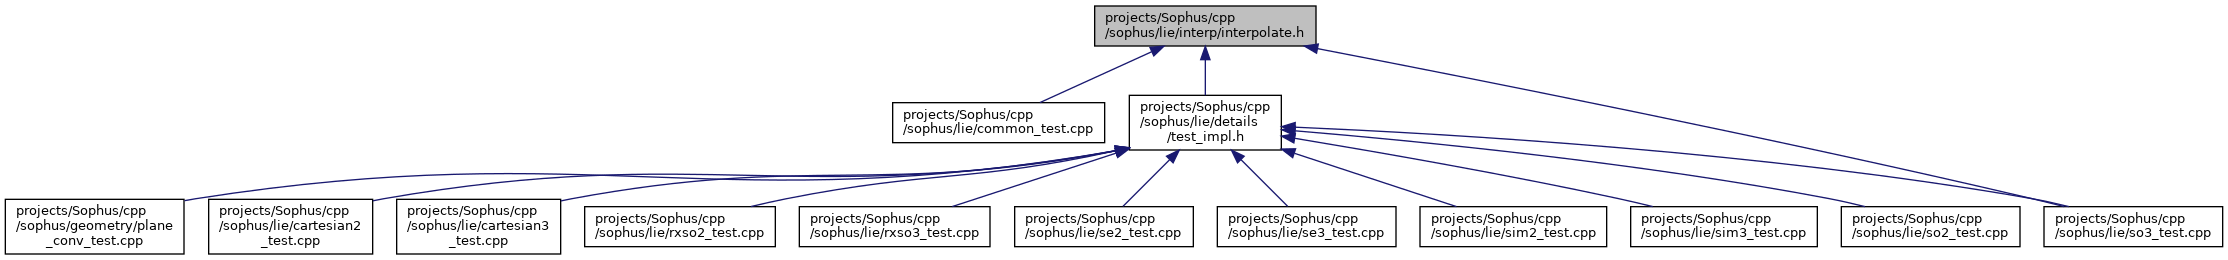 projects/Sophus/cpp
/sophus/lie/interp/interpolate.h
projects/Sophus/cpp
/sophus/lie/common_test.cpp
projects/Sophus/cpp
/sophus/lie/details
/test_impl.h
projects/Sophus/cpp
/sophus/geometry/plane
_conv_test.cpp
projects/Sophus/cpp
/sophus/lie/cartesian2
_test.cpp
projects/Sophus/cpp
/sophus/lie/cartesian3
_test.cpp
projects/Sophus/cpp
/sophus/lie/rxso2_test.cpp
projects/Sophus/cpp
/sophus/lie/rxso3_test.cpp
projects/Sophus/cpp
/sophus/lie/se2_test.cpp
projects/Sophus/cpp
/sophus/lie/se3_test.cpp
projects/Sophus/cpp
/sophus/lie/sim2_test.cpp
projects/Sophus/cpp
/sophus/lie/sim3_test.cpp
projects/Sophus/cpp
/sophus/lie/so2_test.cpp
projects/Sophus/cpp
/sophus/lie/so3_test.cpp